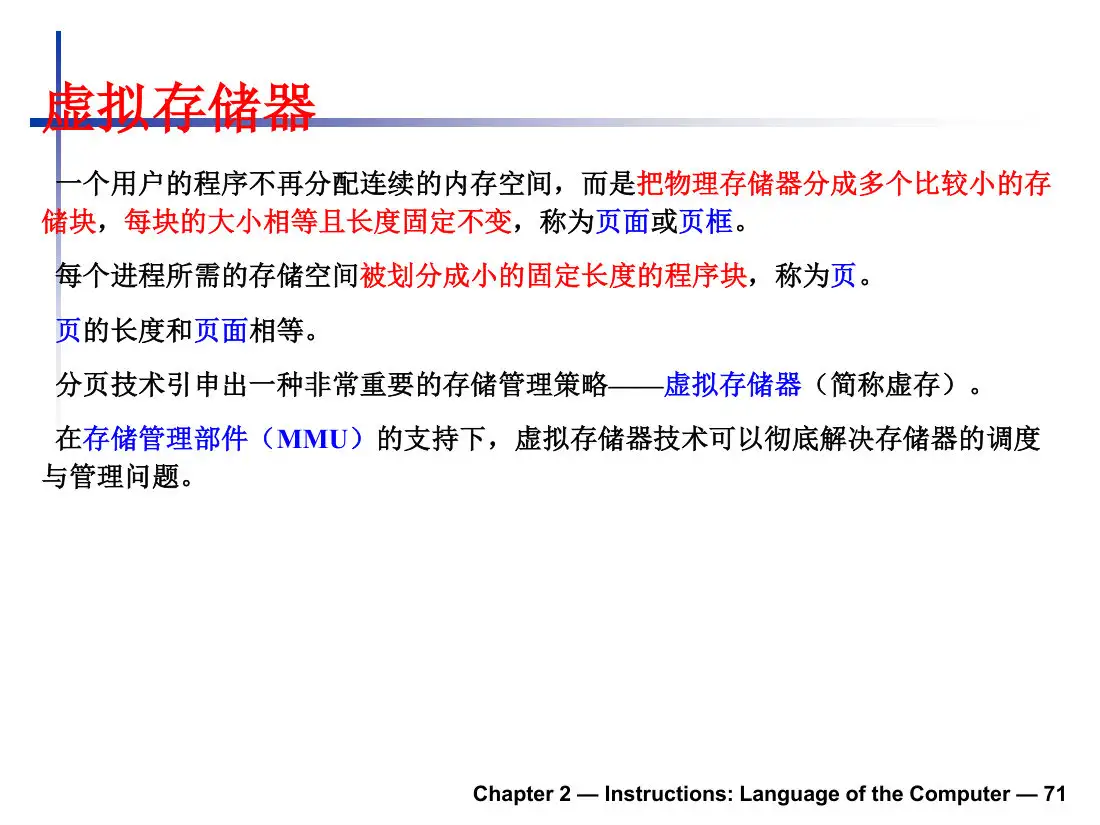 虚拟存储器
一个用户的程序不再分配连续的内存空间，而是把物理存储器分成多个比较小的存
储块，每块的大小相等且长度固定不变，称为页面或页框。
每个进程所需的存储空间被划分成小的固定长度的程序块，称为页。
页的长度和页面相等。
分页技术引申出一种非常重要的存储管理策略——虚拟存储器（简称虚存）。
在存储管理部件（MMU）的支持下，虚拟存储器技术可以彻底解决存储器的调度
与管理问题。
Chapter 2 — Instructions: Language of the Computer — 71